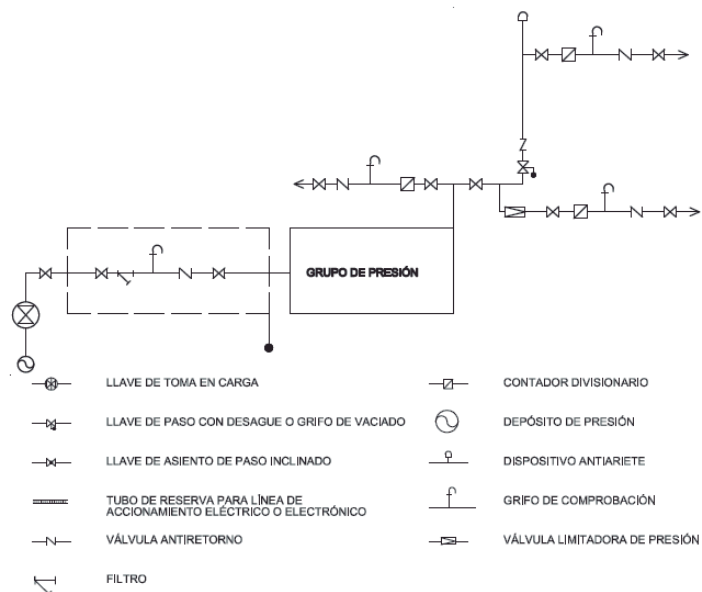 GRUPO DE PRESIÓN
LLAVE DE TOMA EN CARGA
LLAVE DE PASO CON DESAGUE O GRIFO DE VACIADO
LLAVE DE ASIENTO DE PASO INCLINADO
TUBO DE RESERVA PARA LÍNEA DE
ACCIONAMIENTO ELÉCTRICO O ELECTRÓNICO
VÁLVULA ANTIRETORNO
FILTRO
CONTADOR DIVISIONARIO
DEPÓSITO DE PRESIÓN
DISPOSITIVO ANTIARIETE
GRIFO DE COMPROBACIÓN
VÁLVULA LIMITADORA DE PRESIÓN